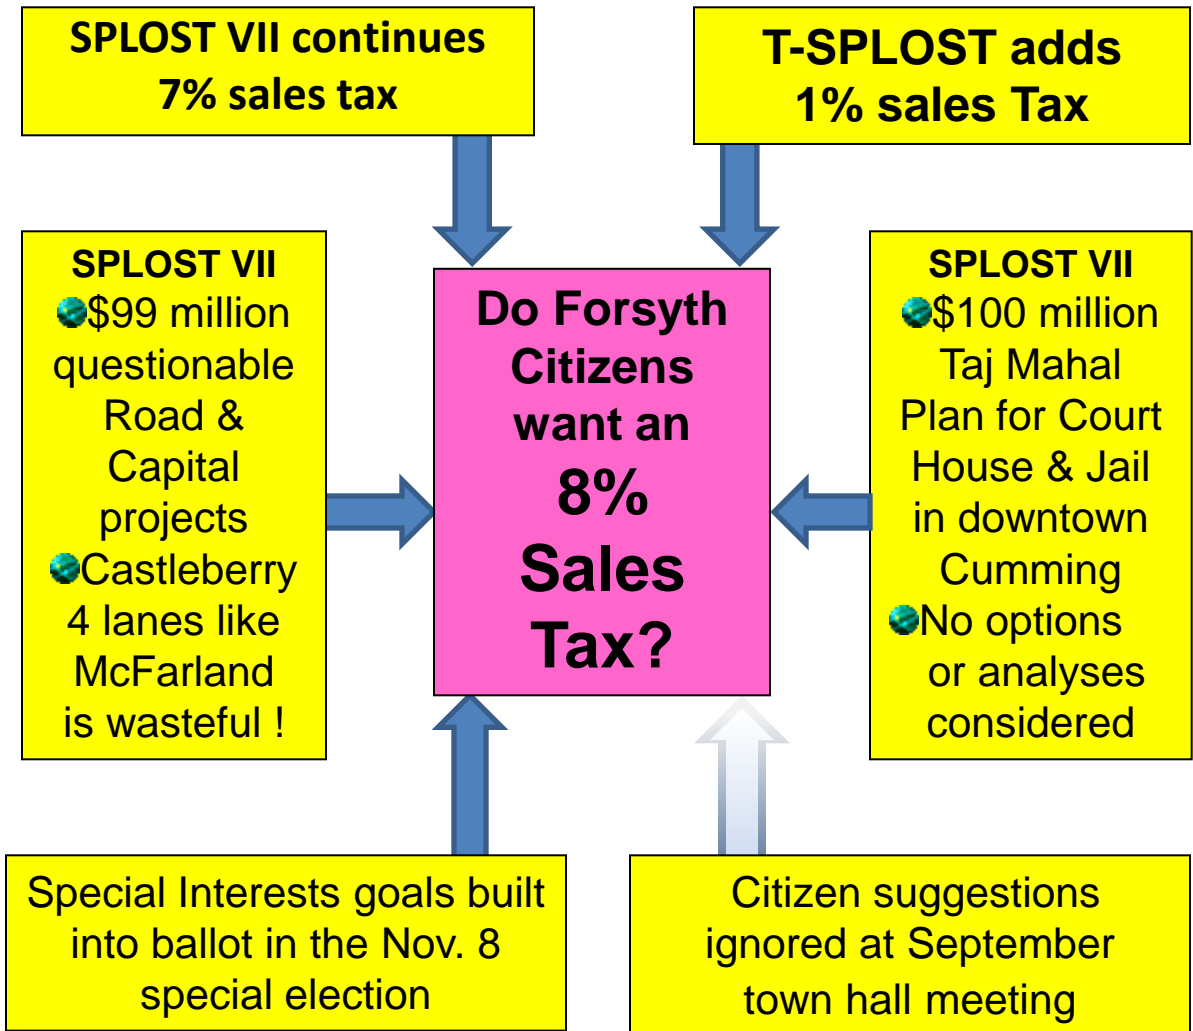 SPLOST VII continues
7% sales tax
T-SPLOST adds
1% sales Tax
SPLOST VII
$99 million
questionable
Road &
Capital
projects
Castleberry
4 lanes like
McFarland
is wasteful !
Do Forsyth
Citizens
want an
8%
Sales
Tax?
SPLOST VII
$100 million
Taj Mahal
Plan for Court
House & Jail
in downtown
Cumming
No options
or analyses
considered
Special Interests goals built
into ballot in the Nov. 8
special election
Citizen suggestions
ignored at September
town hall meeting